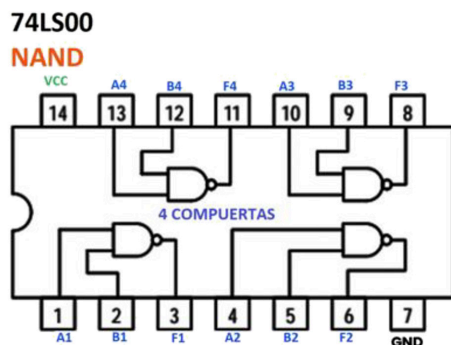 74LS00
NAND
VCC A4 B4 F4 A3 B3 F3
14 13 12 11 10 9 8
4 COMPUERTAS
1 2 3 4 5 6 7
A1 B1 F1 A2 B2 F2 GND